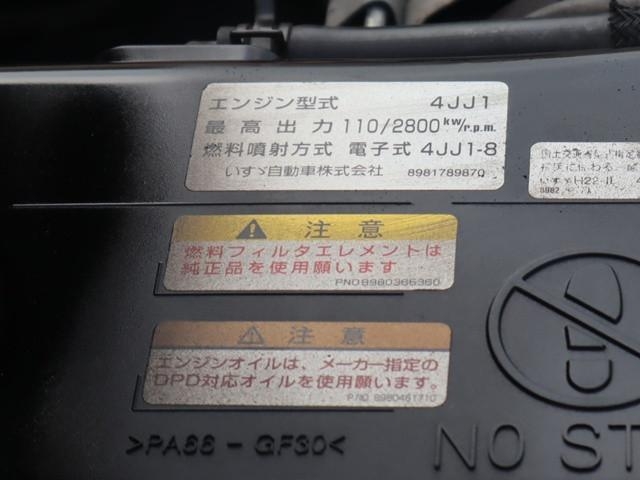 エンジン型式 4JJ1
最高出力 110/2800kw/r.p.m.
燃料噴射方式 電子式 4JJ1-8
いすゞ自動車株式会社 8981789870
注意
燃料フィルタエレメントは
純正品を使用願います
PNO8980365360
注意
エンジンオイルは、メーカー指定の
DPD対応オイルを使用願います。
P/NO 8980461710
>PA66-GF30<
NO ST